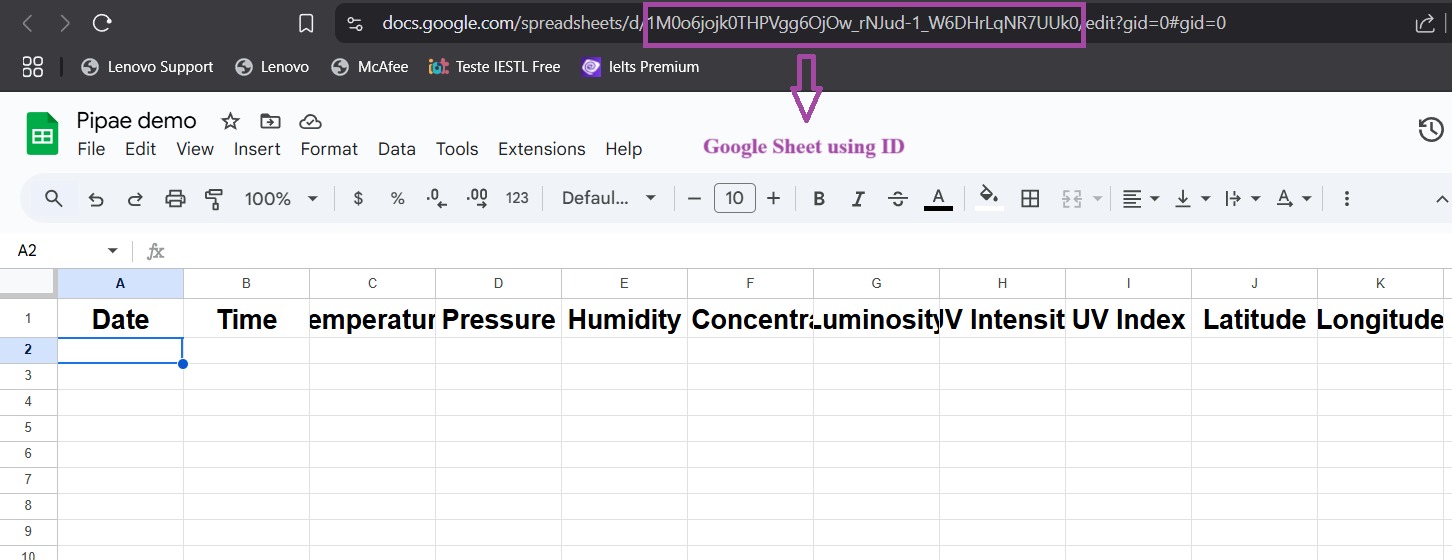 docs.google.com/spreadsheets/d/1M0o6jojk0THPVgg6OjOw_rNJud-1_W6DHrLqNR7UUk0/edit?gid=0#gid=0
Lenovo Support Lenovo McAfee Teste IESTL Free Ielts Premium
Pipae demo
File Edit View Insert Format Data Tools Extensions Help
Google Sheet using ID
100% $ % .0 .00 123 Defaul... - 10 + B I S A
A2 fx
A B C D E F G H I J K
1 Date Time emperatur Pressure Humidity Concentra Luminosity UV Intensit UV Index Latitude Longitude
2
3
4
5
6
7
8
9
10